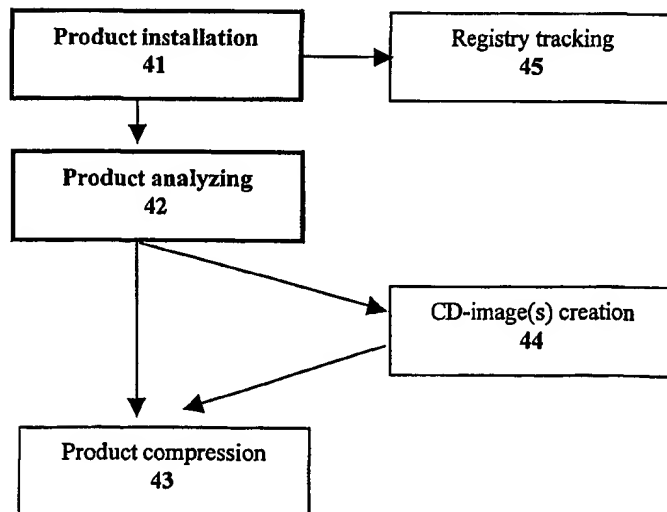 Product installation
41
Registry tracking
45
Product analyzing
42
CD-image(s) creation
44
Product compression
43